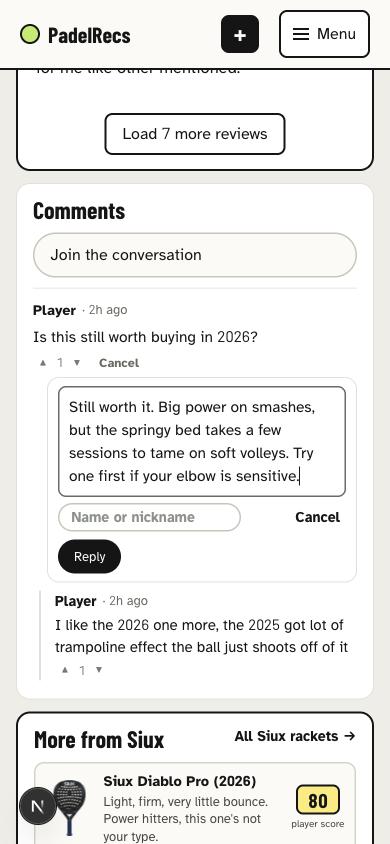 PadelRecs
+
Menu
for me like other mentioned.
Load 7 more reviews
Comments
Join the conversation
Player · 2h ago
Is this still worth buying in 2026?
▲ 1 ▼ Cancel
Still worth it. Big power on smashes,
but the springy bed takes a few
sessions to tame on soft volleys. Try
one first if your elbow is sensitive.
Name or nickname
Cancel
Reply
Player · 2h ago
I like the 2026 one more, the 2025 got lot of
trampoline effect the ball just shoots off of it
▲ 1 ▼
More from Siux
All Siux rackets →
Siux Diablo Pro (2026)
Light, firm, very little bounce.
Power hitters, this one's not
your type.
80
player score
N